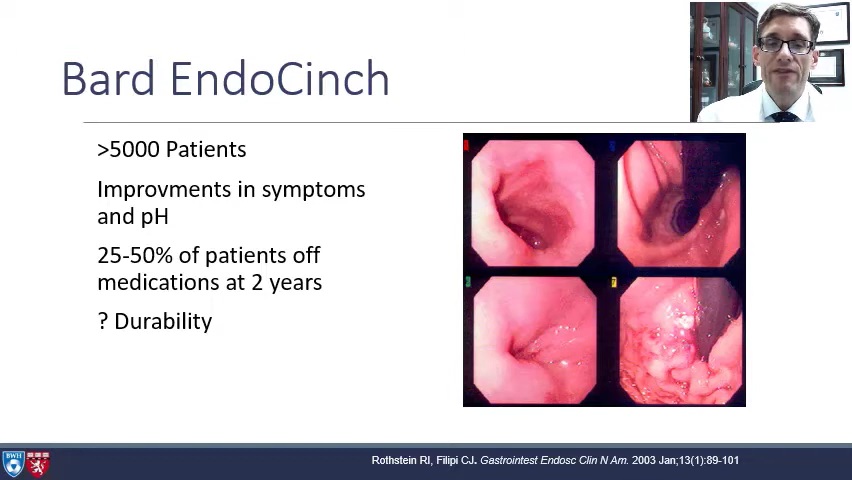 Bard EndoCinch
>5000 Patients
Improvments in symptoms
and pH
25-50% of patients off
medications at 2 years
? Durability
BWH
Rothstein RI, Filipi CJ. Gastrointest Endosc Clin N Am. 2003 Jan;13(1):89-101